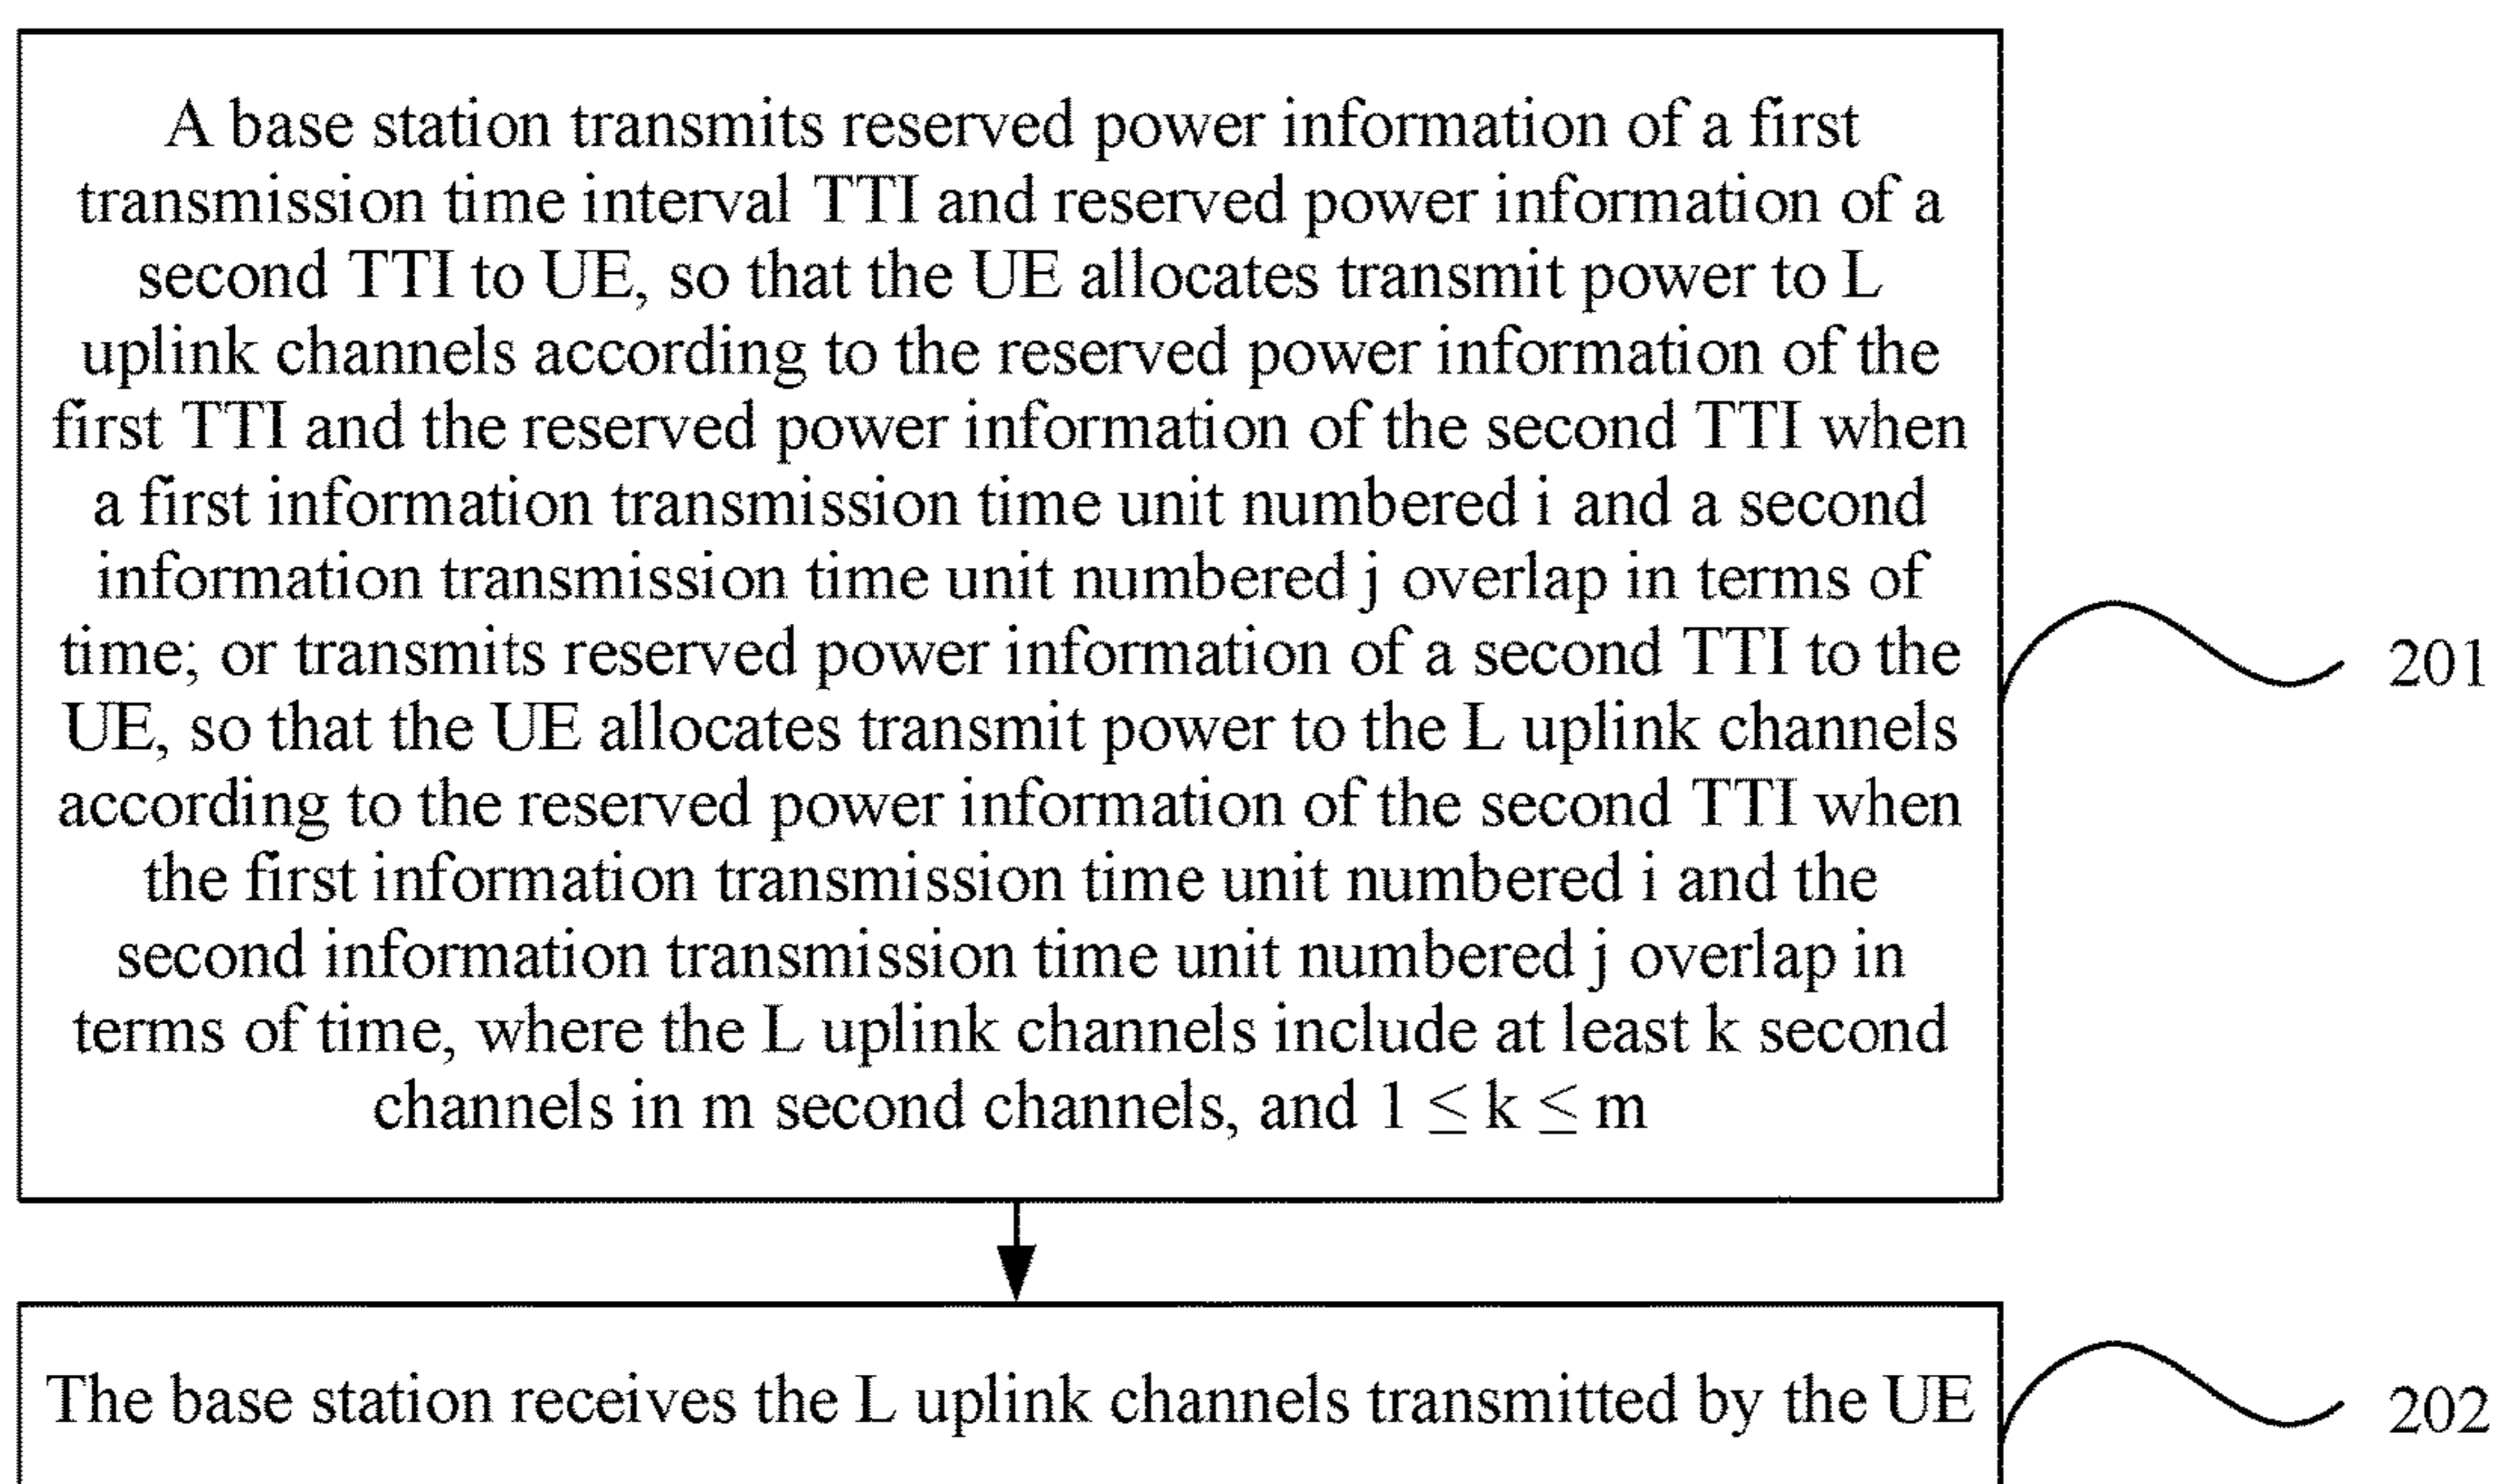 A base station transmits reserved power information of a first
transmission time interval TTI and reserved power information of a
second TTI to UE, so that the UE allocates transmit power to L
uplink channels according to the reserved power information of the
first TTI and the reserved power information of the second TTI when
a first information transmission time unit numbered i and a second
information transmission time unit numbered j overlap in terms of
time; or transmits reserved power information of a second TTI to the
UE, so that the UE allocates transmit power to the L uplink channels
according to the reserved power information of the second TTI when
the first information transmission time unit numbered i and the
second information transmission time unit numbered j overlap in
terms of time, where the L uplink channels include at least k second
channels in m second channels, and 1 ≤ k ≤ m
201
The base station receives the L uplink channels transmitted by the UE
202